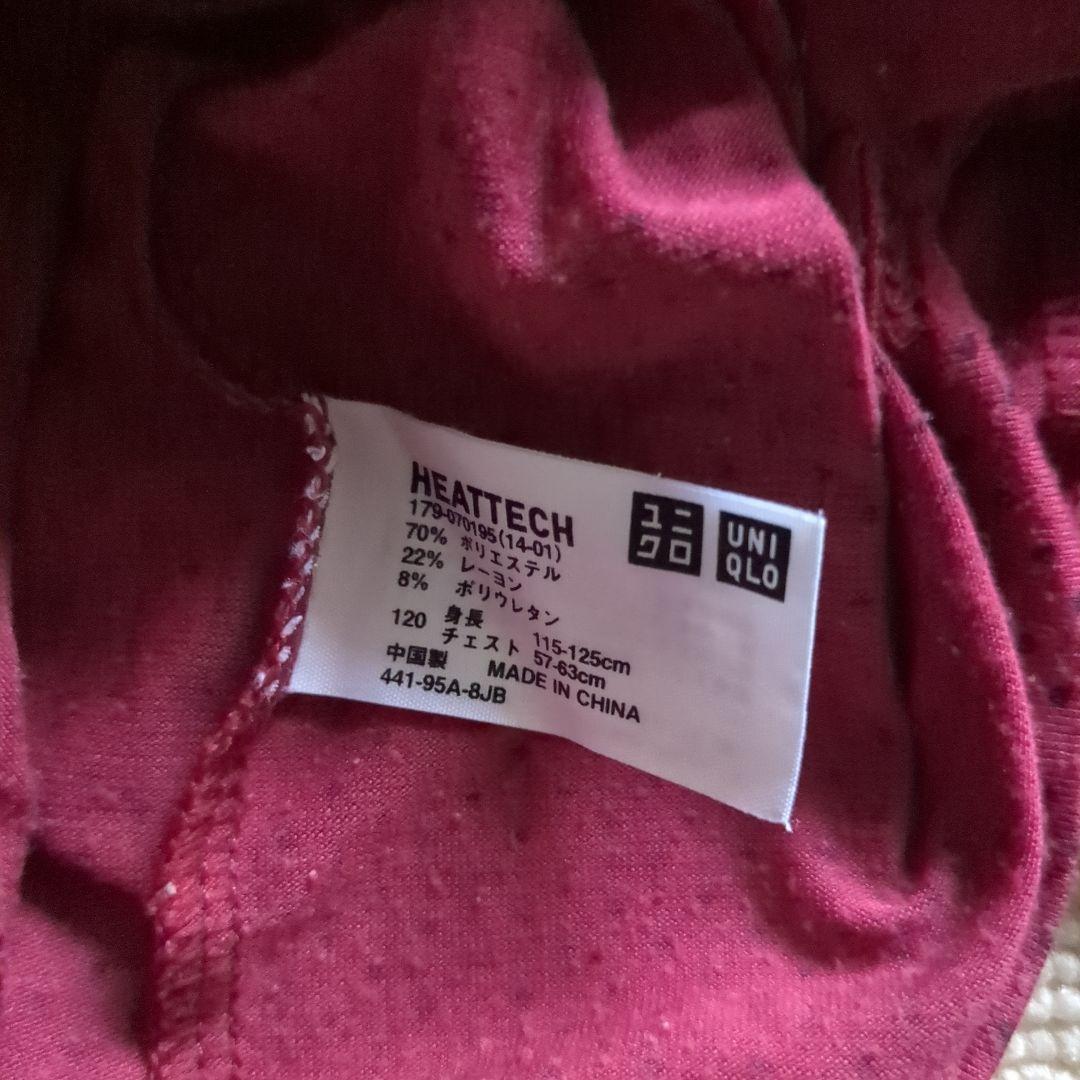 HEATTECH
179-070195(14-01)
70% ポリエステル
22% レーヨン
8% ポリウレタン
120 身長 115-125cm
チェスト 57-63cm
中国製 MADE IN CHINA
441-95A-8JB
ユニ
クロ
UNI
QLO